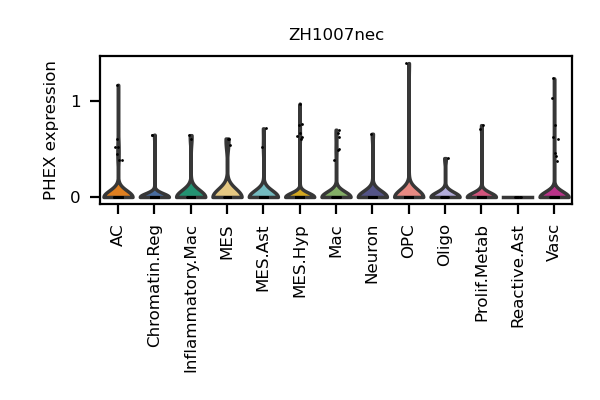 ZH1007nec
PHEX expression
1
0
AC
Chromatin.Reg
Inflammatory.Mac
MES
MES.Ast
MES.Hyp
Mac
Neuron
OPC
Oligo
Prolif.Metab
Reactive.Ast
Vasc